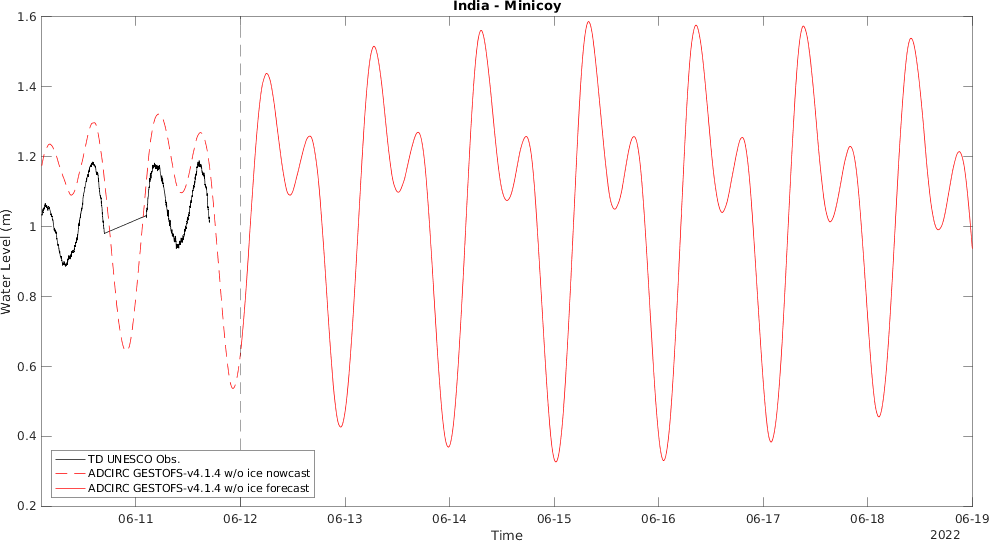 India - Minicoy
1.6
1.4
1.2
1
0.8
0.6
0.4
0.2
Water Level (m)
TD UNESCO Obs.
ADCIRC GESTOFS-v4.1.4 w/o ice nowcast
ADCIRC GESTOFS-v4.1.4 w/o ice forecast
06-11 06-12 06-13 06-14 06-15 06-16 06-17 06-18 06-19
Time
2022